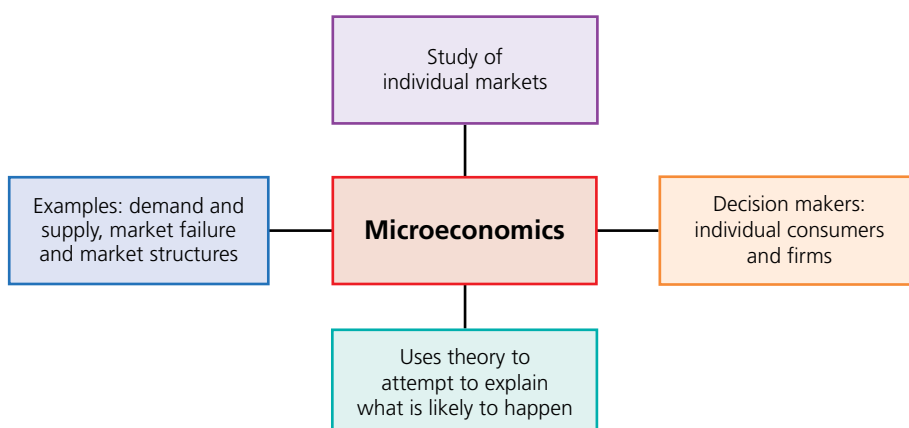 Study of
individual markets
Examples: demand and
supply, market failure
and market structures
Microeconomics
Decision makers:
individual consumers
and firms
Uses theory to
attempt to explain
what is likely to happen